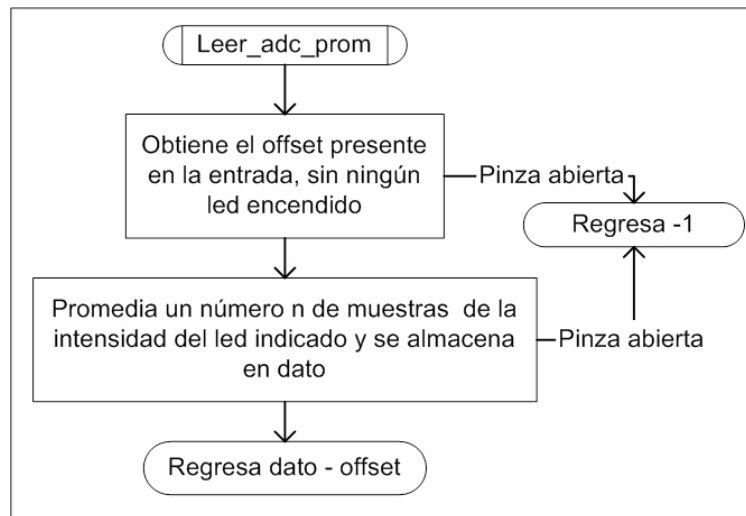 Leer_adc_prom
Obtiene el offset presente
en la entrada, sin ningún
led encendido
Pinza abierta
Regresa -1
Promedia un número n de muestras de la
intensidad del led indicado y se almacena
en dato
Pinza abierta
Regresa dato - offset